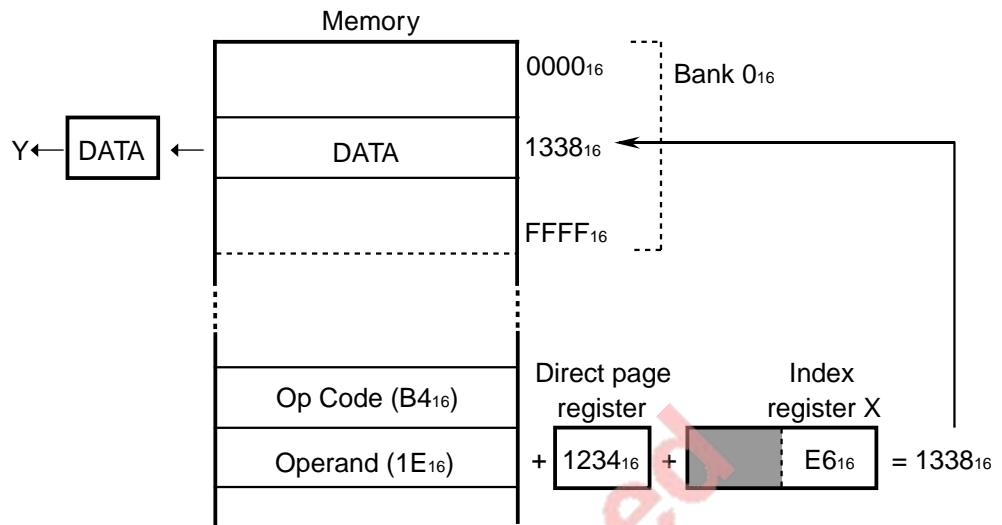 Memory
0000₁₆
Bank 0₁₆
Y
DATA
DATA
1338₁₆
FFFF₁₆
Op Code (B4₁₆)
Direct page
register
Index
register X
Operand (1E₁₆)
+ 1234₁₆ + E6₁₆ = 1338₁₆